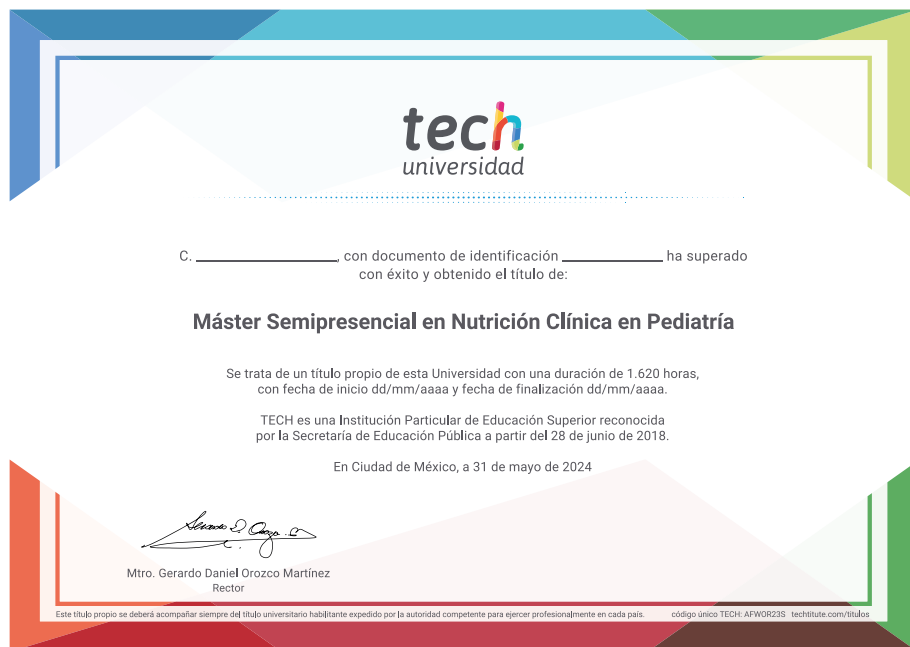 tech
universidad
C. ____________________, con documento de identificación ______________ ha superado
con éxito y obtenido el título de:
Máster Semipresencial en Nutrición Clínica en Pediatría
Se trata de un título propio de esta Universidad con una duración de 1.620 horas,
con fecha de inicio dd/mm/aaaa y fecha de finalización dd/mm/aaaa.
TECH es una Institución Particular de Educación Superior reconocida
por la Secretaría de Educación Pública a partir del 28 de junio de 2018.
En Ciudad de México, a 31 de mayo de 2024
Mtro. Gerardo Daniel Orozco Martínez
Rector
Este título propio se deberá acompañar siempre del título universitario habilitante expedido por la autoridad competente para ejercer profesionalmente en cada país. código único TECH: AFWOR23S techtitute.com/titulos